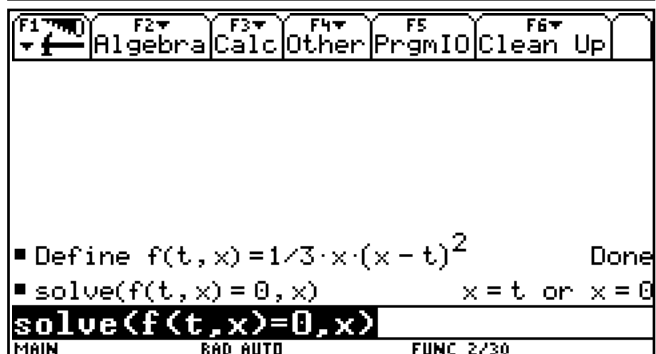 F1 F2 F3 F4 F5 F6
Algebra Calc Other PrgmIO Clean Up
▪ Define f(t,x)=1/3·x·(x-t)² Done
▪ solve(f(t,x)=0,x) x=t or x=0
solve(f(t,x)=0,x)
MAIN RAD AUTO FUNC 2/30